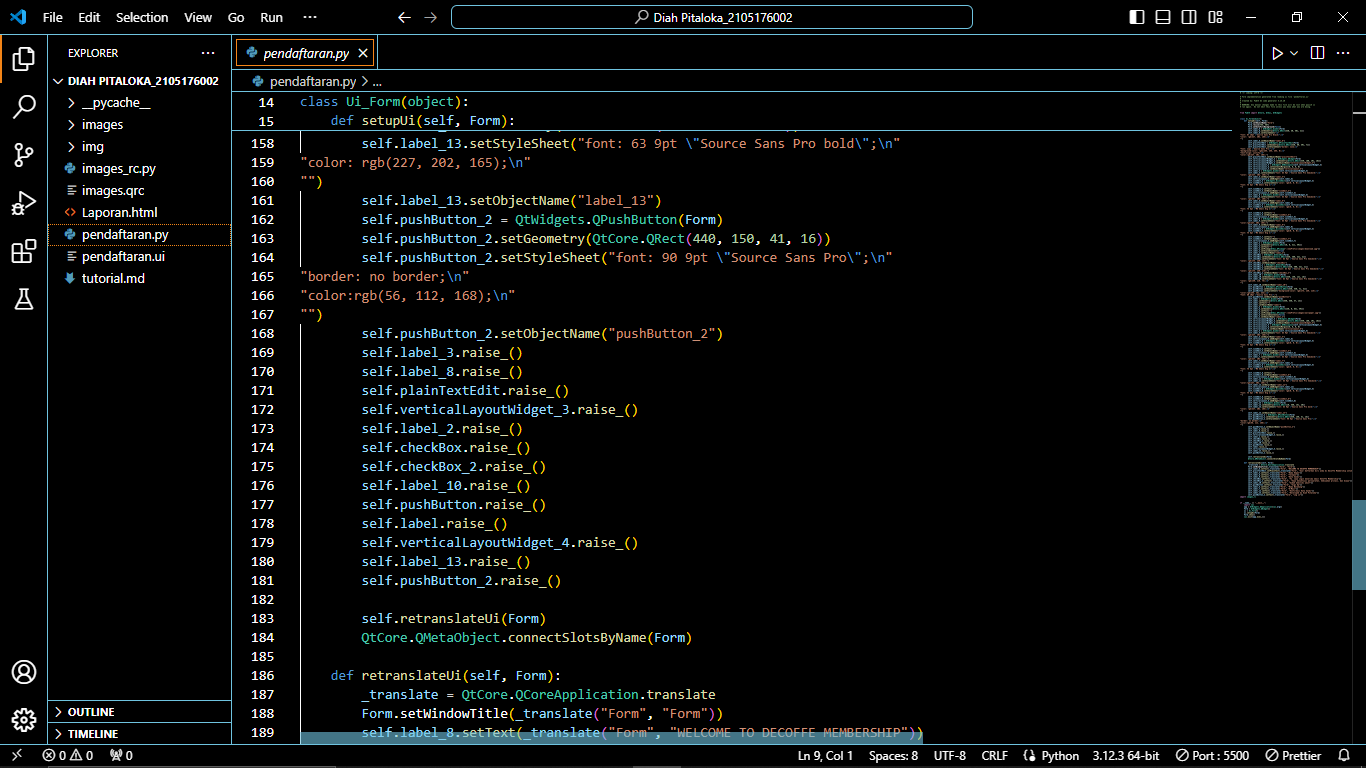 File Edit Selection View Go Run ··· Diah Pitaloka_2105176002
EXPLORER ···
DIAH PITALOKA_2105176002
__pycache__
images
img
images_rc.py
images.qrc
Laporan.html
pendaftaran.py
pendaftaran.ui
tutorial.md
OUTLINE
TIMELINE
pendaftaran.py
pendaftaran.py > ...
14 class Ui_Form(object):
15     def setupUi(self, Form):
158         self.label_13.setStyleSheet("font: 63 9pt \"Source Sans Pro bold\";\n"
159 "color: rgb(227, 202, 165);\n"
160 "")
161         self.label_13.setObjectName("label_13")
162         self.pushButton_2 = QtWidgets.QPushButton(Form)
163         self.pushButton_2.setGeometry(QtCore.QRect(440, 150, 41, 16))
164         self.pushButton_2.setStyleSheet("font: 90 9pt \"Source Sans Pro\";\n"
165 "border: no border;\n"
166 "color:rgb(56, 112, 168);\n"
167 "")
168         self.pushButton_2.setObjectName("pushButton_2")
169         self.label_3.raise_()
170         self.label_8.raise_()
171         self.plainTextEdit.raise_()
172         self.verticalLayoutWidget_3.raise_()
173         self.label_2.raise_()
174         self.checkBox.raise_()
175         self.checkBox_2.raise_()
176         self.label_10.raise_()
177         self.pushButton.raise_()
178         self.label.raise_()
179         self.verticalLayoutWidget_4.raise_()
180         self.label_13.raise_()
181         self.pushButton_2.raise_()
182
183         self.retranslateUi(Form)
184         QtCore.QMetaObject.connectSlotsByName(Form)
185
186     def retranslateUi(self, Form):
187         _translate = QtCore.QCoreApplication.translate
188         Form.setWindowTitle(_translate("Form", "Form"))
189         self.label_8.setText(_translate("Form", "WELCOME TO DECOFFE MEMBERSHIP"))
0 0 0 Ln 9, Col 1 Spaces: 8 UTF-8 CRLF Python 3.12.3 64-bit Port : 5500 Prettier